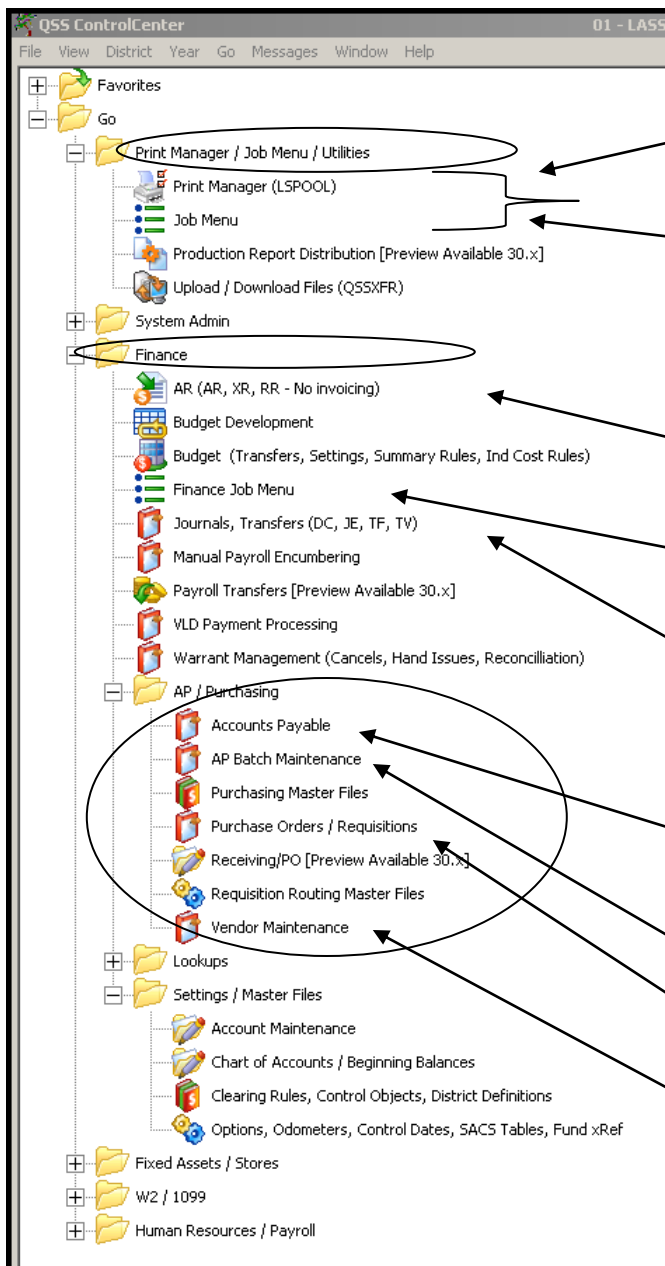 QSS ControlCenter 01 - LASS
File View District Year Go Messages Window Help
Favorites
Go
Print Manager / Job Menu / Utilities
Print Manager (LSPOOL)
Job Menu
Production Report Distribution [Preview Available 30.x]
Upload / Download Files (QSSXFR)
System Admin
Finance
AR (AR, XR, RR - No invoicing)
Budget Development
Budget (Transfers, Settings, Summary Rules, Ind Cost Rules)
Finance Job Menu
Journals, Transfers (DC, JE, TF, TV)
Manual Payroll Encumbering
Payroll Transfers [Preview Available 30.x]
VLD Payment Processing
Warrant Management (Cancels, Hand Issues, Reconcilliation)
AP / Purchasing
Accounts Payable
AP Batch Maintenance
Purchasing Master Files
Purchase Orders / Requisitions
Receiving/PO [Preview Available 30.x]
Requisition Routing Master Files
Vendor Maintenance
Lookups
Settings / Master Files
Account Maintenance
Chart of Accounts / Beginning Balances
Clearing Rules, Control Objects, District Definitions
Options, Odometers, Control Dates, SACS Tables, Fund xRef
Fixed Assets / Stores
W2 / 1099
Human Resources / Payroll